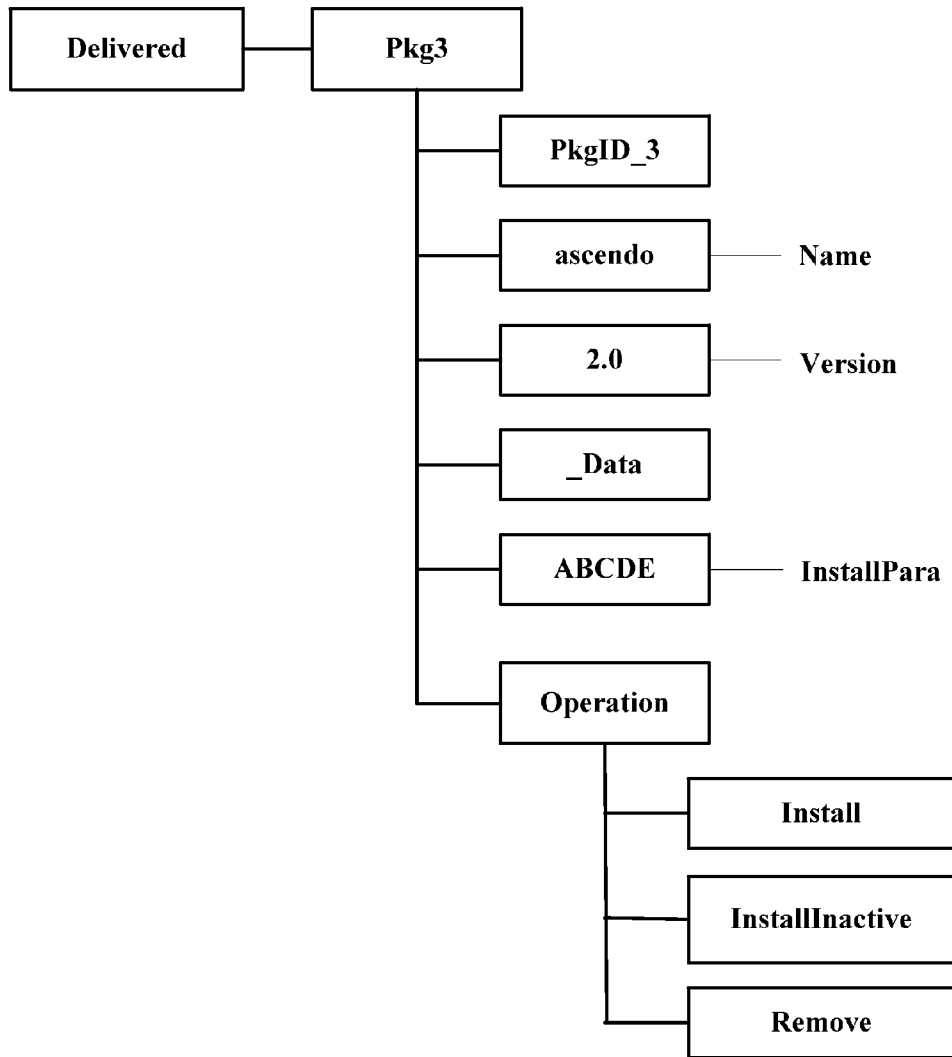 Delivered
Pkg3
PkgID_3
ascendo
Name
2.0
Version
_Data
ABCDE
InstallPara
Operation
Install
InstallInactive
Remove